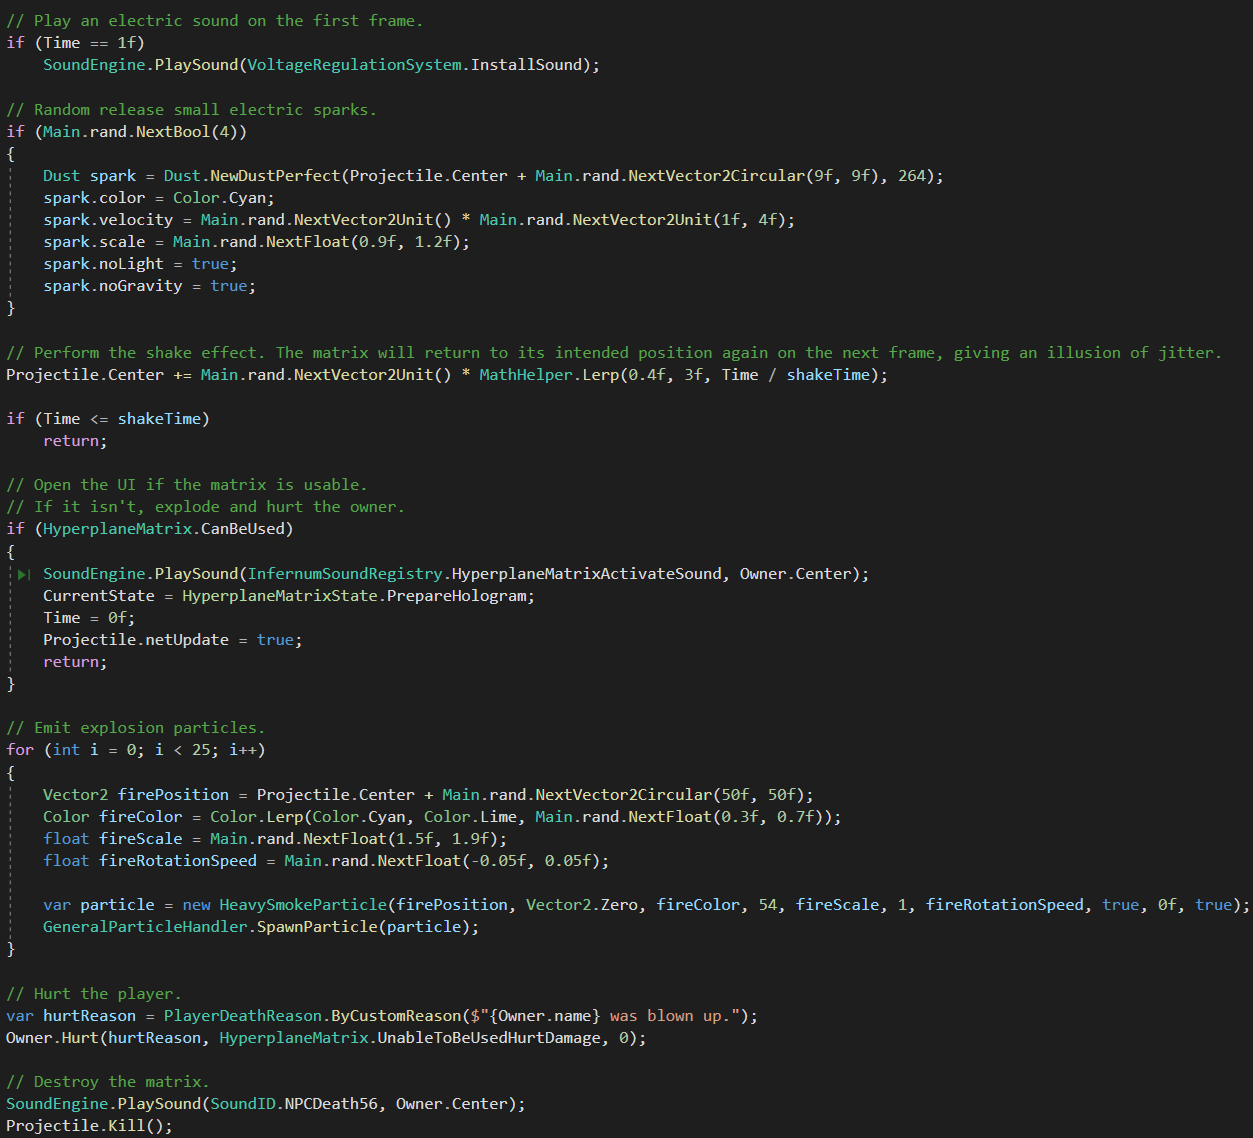 // Play an electric sound on the first frame.
if (Time == 1f)
    SoundEngine.PlaySound(VoltageRegulationSystem.InstallSound);

// Random release small electric sparks.
if (Main.rand.NextBool(4))
{
    Dust spark = Dust.NewDustPerfect(Projectile.Center + Main.rand.NextVector2Circular(9f, 9f), 264);
    spark.color = Color.Cyan;
    spark.velocity = Main.rand.NextVector2Unit() * Main.rand.NextVector2Unit(1f, 4f);
    spark.scale = Main.rand.NextFloat(0.9f, 1.2f);
    spark.noLight = true;
    spark.noGravity = true;
}

// Perform the shake effect. The matrix will return to its intended position again on the next frame, giving an illusion of jitter.
Projectile.Center += Main.rand.NextVector2Unit() * MathHelper.Lerp(0.4f, 3f, Time / shakeTime);

if (Time <= shakeTime)
    return;

// Open the UI if the matrix is usable.
// If it isn't, explode and hurt the owner.
if (HyperplaneMatrix.CanBeUsed)
{
    SoundEngine.PlaySound(InfernumSoundRegistry.HyperplaneMatrixActivateSound, Owner.Center);
    CurrentState = HyperplaneMatrixState.PrepareHologram;
    Time = 0f;
    Projectile.netUpdate = true;
    return;
}

// Emit explosion particles.
for (int i = 0; i < 25; i++)
{
    Vector2 firePosition = Projectile.Center + Main.rand.NextVector2Circular(50f, 50f);
    Color fireColor = Color.Lerp(Color.Cyan, Color.Lime, Main.rand.NextFloat(0.3f, 0.7f));
    float fireScale = Main.rand.NextFloat(1.5f, 1.9f);
    float fireRotationSpeed = Main.rand.NextFloat(-0.05f, 0.05f);

    var particle = new HeavySmokeParticle(firePosition, Vector2.Zero, fireColor, 54, fireScale, 1, fireRotationSpeed, true, 0f, true);
    GeneralParticleHandler.SpawnParticle(particle);
}

// Hurt the player.
var hurtReason = PlayerDeathReason.ByCustomReason($"{Owner.name} was blown up.");
Owner.Hurt(hurtReason, HyperplaneMatrix.UnableToBeUsedHurtDamage, 0);

// Destroy the matrix.
SoundEngine.PlaySound(SoundID.NPCDeath56, Owner.Center);
Projectile.Kill();